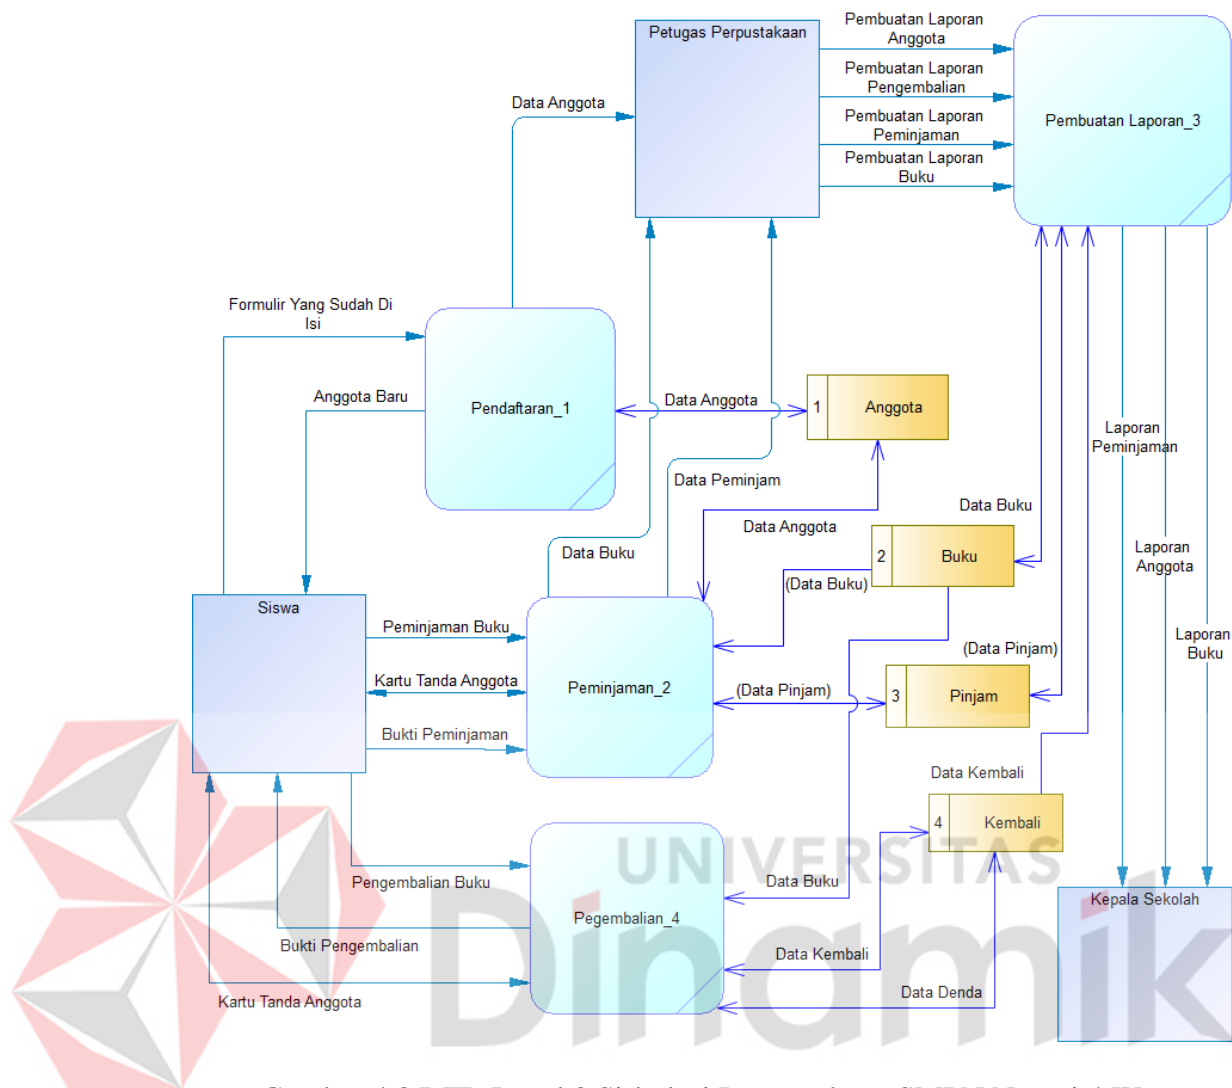 Petugas Perpustakaan
Pembuatan Laporan
Anggota
Pembuatan Laporan
Pengembalian
Pembuatan Laporan
Peminjaman
Pembuatan Laporan
Buku
Pembuatan Laporan_3
Data Anggota
Formulir Yang Sudah Di
Isi
Anggota Baru
Pendaftaran_1
Data Anggota
1 Anggota
Laporan
Peminjaman
Data Peminjam
Data Buku
Data Anggota
Data Buku
2 Buku
(Data Buku)
Laporan
Anggota
Siswa
Peminjaman Buku
Kartu Tanda Anggota
Bukti Peminjaman
Peminjaman_2
(Data Pinjam)
3 Pinjam
(Data Pinjam)
Laporan
Buku
Data Kembali
4 Kembali
Pengembalian Buku
Bukti Pengembalian
Kartu Tanda Anggota
Pegembalian_4
Data Buku
Data Kembali
Data Denda
Kepala Sekolah
UNIVERSITAS
Dinamik